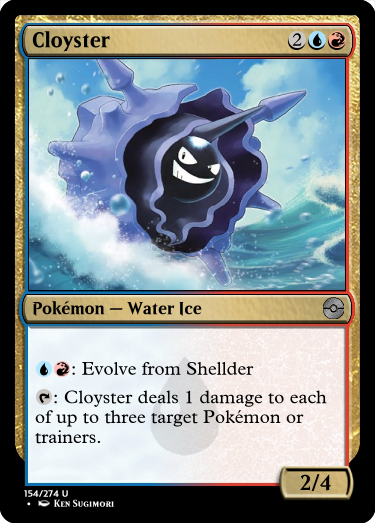 Cloyster 2
Pokémon — Water Ice
: Evolve from Shellder
: Cloyster deals 1 damage to each
of up to three target Pokémon or
trainers.
2/4
154/274 U
• Ken Sugimori